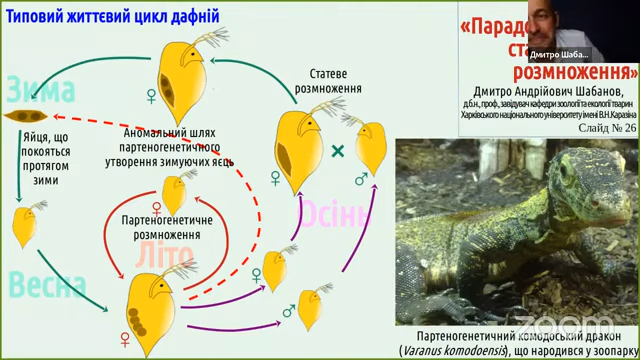 Типовий життєвий цикл дафній
Зима
♀
Яйця, що
покояться
протягом
зими
Аномальний шлях
партеногенетичного
утворення зимуючих яєць
Статеве
розмноження
♀
×
♂
Осінь
♀
Партеногенетичне
розмноження
Літо
Весна
♀
♀
♂
«Парадо
ста
розмноження»
Дмитро Шаба...
Дмитро Андрійович Шабанов,
д.б.н., проф., завідувач кафедри зоології та екології тварин
Харківського національного університету імені В.Н.Каразіна
Слайд № 26
zoom
Партеногенетичний комодоський дракон
(Varanus komodoensis), що народився у зоопарку